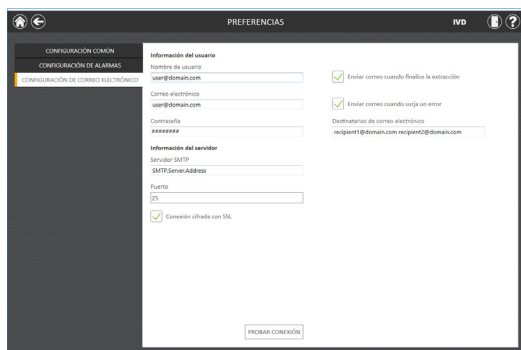 PREFERENCIAS
IVD
CONFIGURACIÓN COMÚN
CONFIGURACIÓN DE ALARMAS
CONFIGURACIÓN DE CORREO ELECTRÓNICO
Información del usuario
Nombre de usuario
user@domain.com
Enviar correo cuando finalice la extracción
Correo electrónico
user@domain.com
Enviar correo cuando surja un error
Contraseña
########
Destinatarios de correo electrónico
recipient1@domain.com recipient2@domain.com
Información del servidor
Servidor SMTP
SMTP.Server.Address
Puerto
25
Conexión cifrada con SSL
PROBAR CONEXIÓN